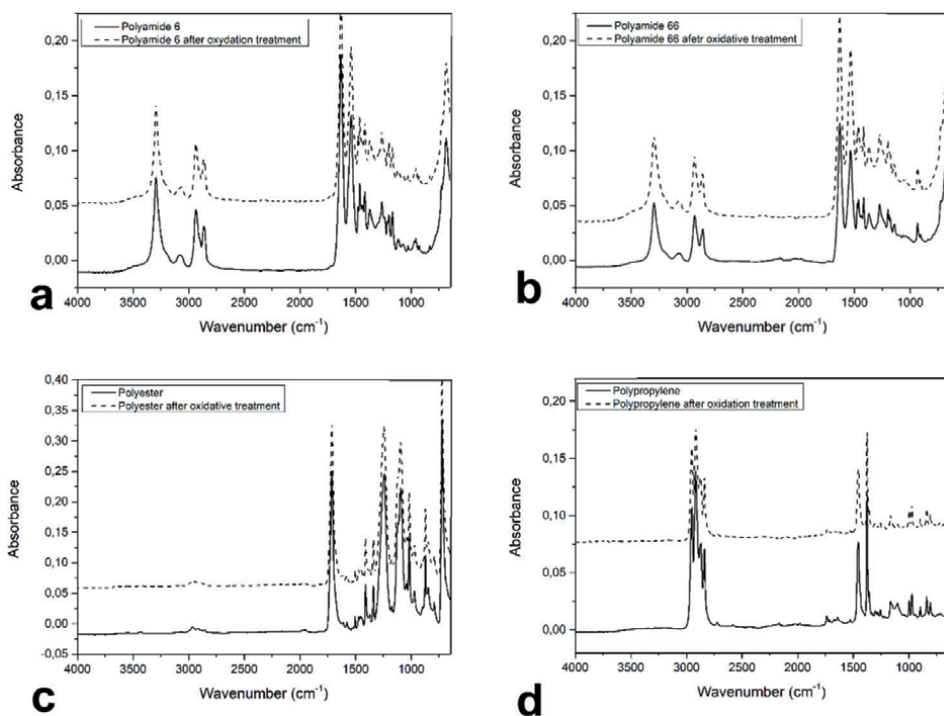 Polyamide 6
Polyamide 6 after oxydation treatment
0,20
0,15
0,10
0,05
0,00
Absorbance
4000 3500 3000 2500 2000 1500 1000
Wavenumber (cm⁻¹)
a
Polyamide 66
Polyamide 66 afetr oxidative treatment
0,20
0,15
0,10
0,05
0,00
Absorbance
4000 3500 3000 2500 2000 1500 1000
Wavenumber (cm⁻¹)
b
Polyester
Polyester after oxidative treatment
0,40
0,35
0,30
0,25
0,20
0,15
0,10
0,05
0,00
-0,05
Absorbance
4000 3500 3000 2500 2000 1500 1000
Wavenumber (cm⁻¹)
c
Polypropylene
Polypropylene after oxidation treatment
0,20
0,15
0,10
0,05
0,00
Absorbance
4000 3500 3000 2500 2000 1500 1000
Wavenumber (cm⁻¹)
d